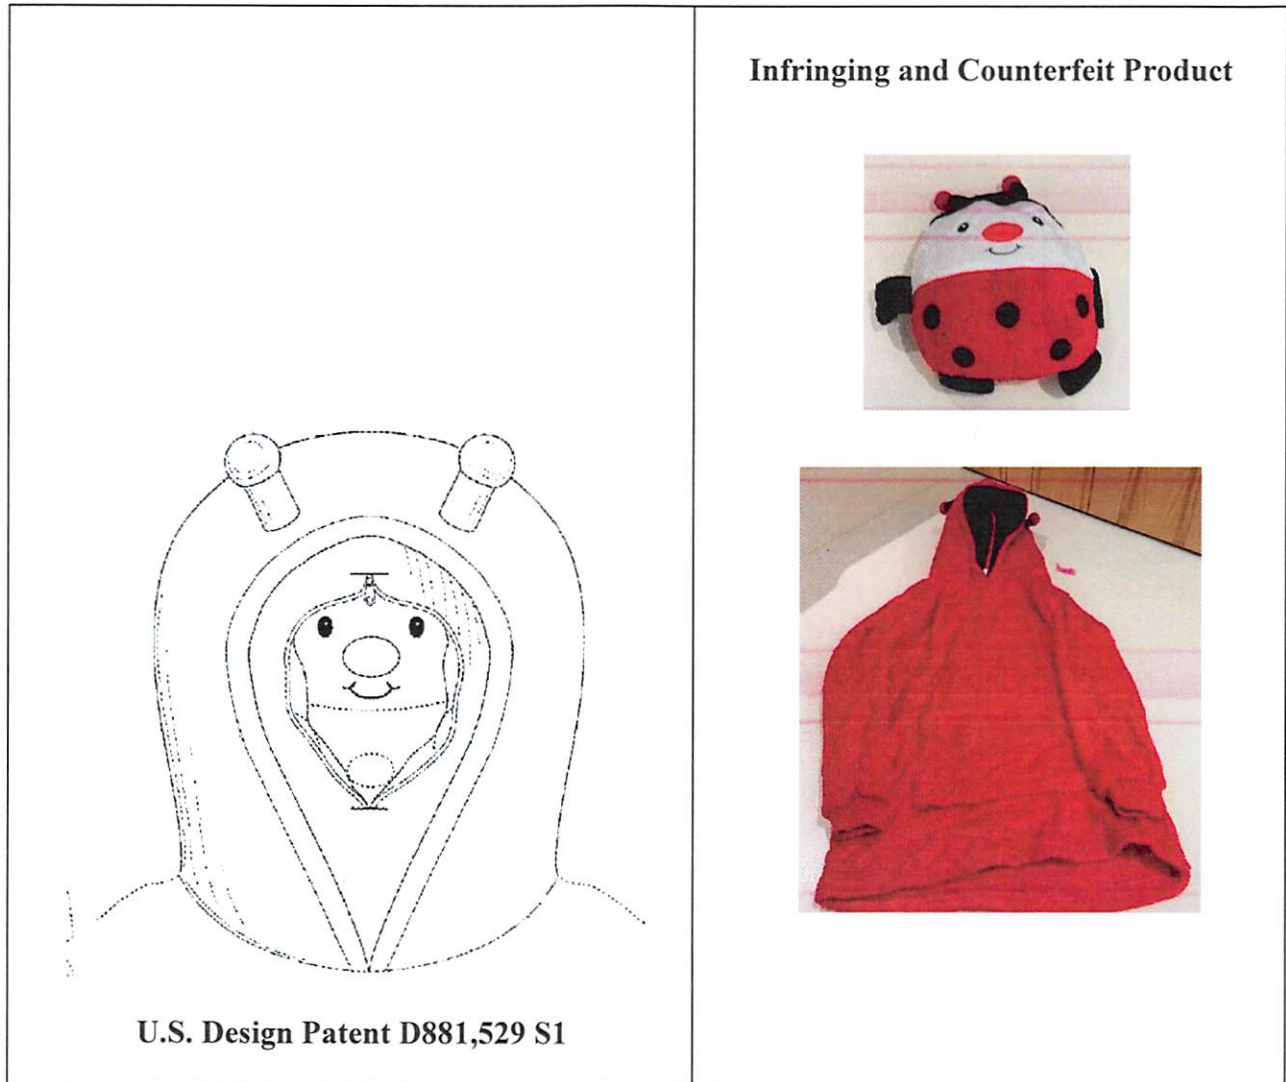 Infringing and Counterfeit Product
U.S. Design Patent D881,529 S1